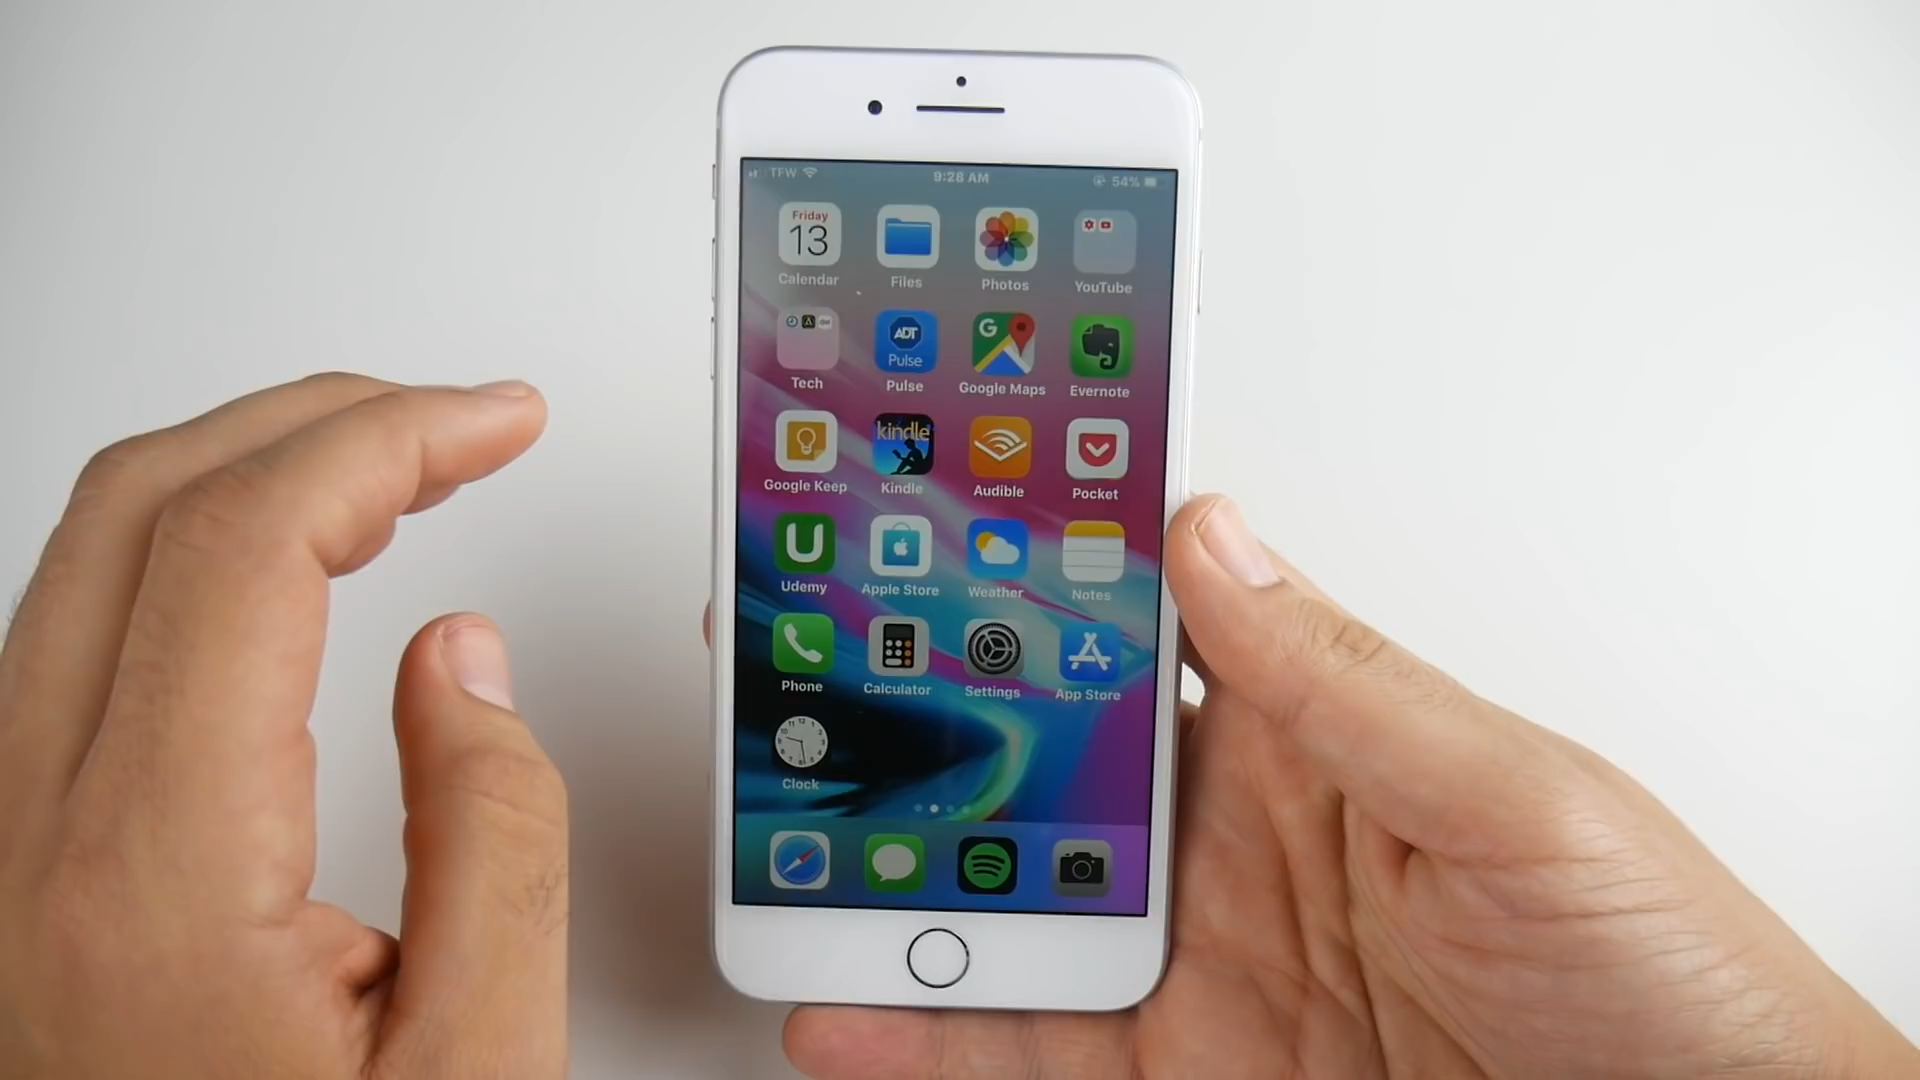 TFW 9:28 AM 54%
Friday
13
Calendar Files Photos YouTube
ADT
Pulse
G
Tech Pulse Google Maps Evernote
kindle
Google Keep Kindle Audible Pocket
U
Udemy Apple Store Weather Notes
Phone Calculator Settings App Store
Clock